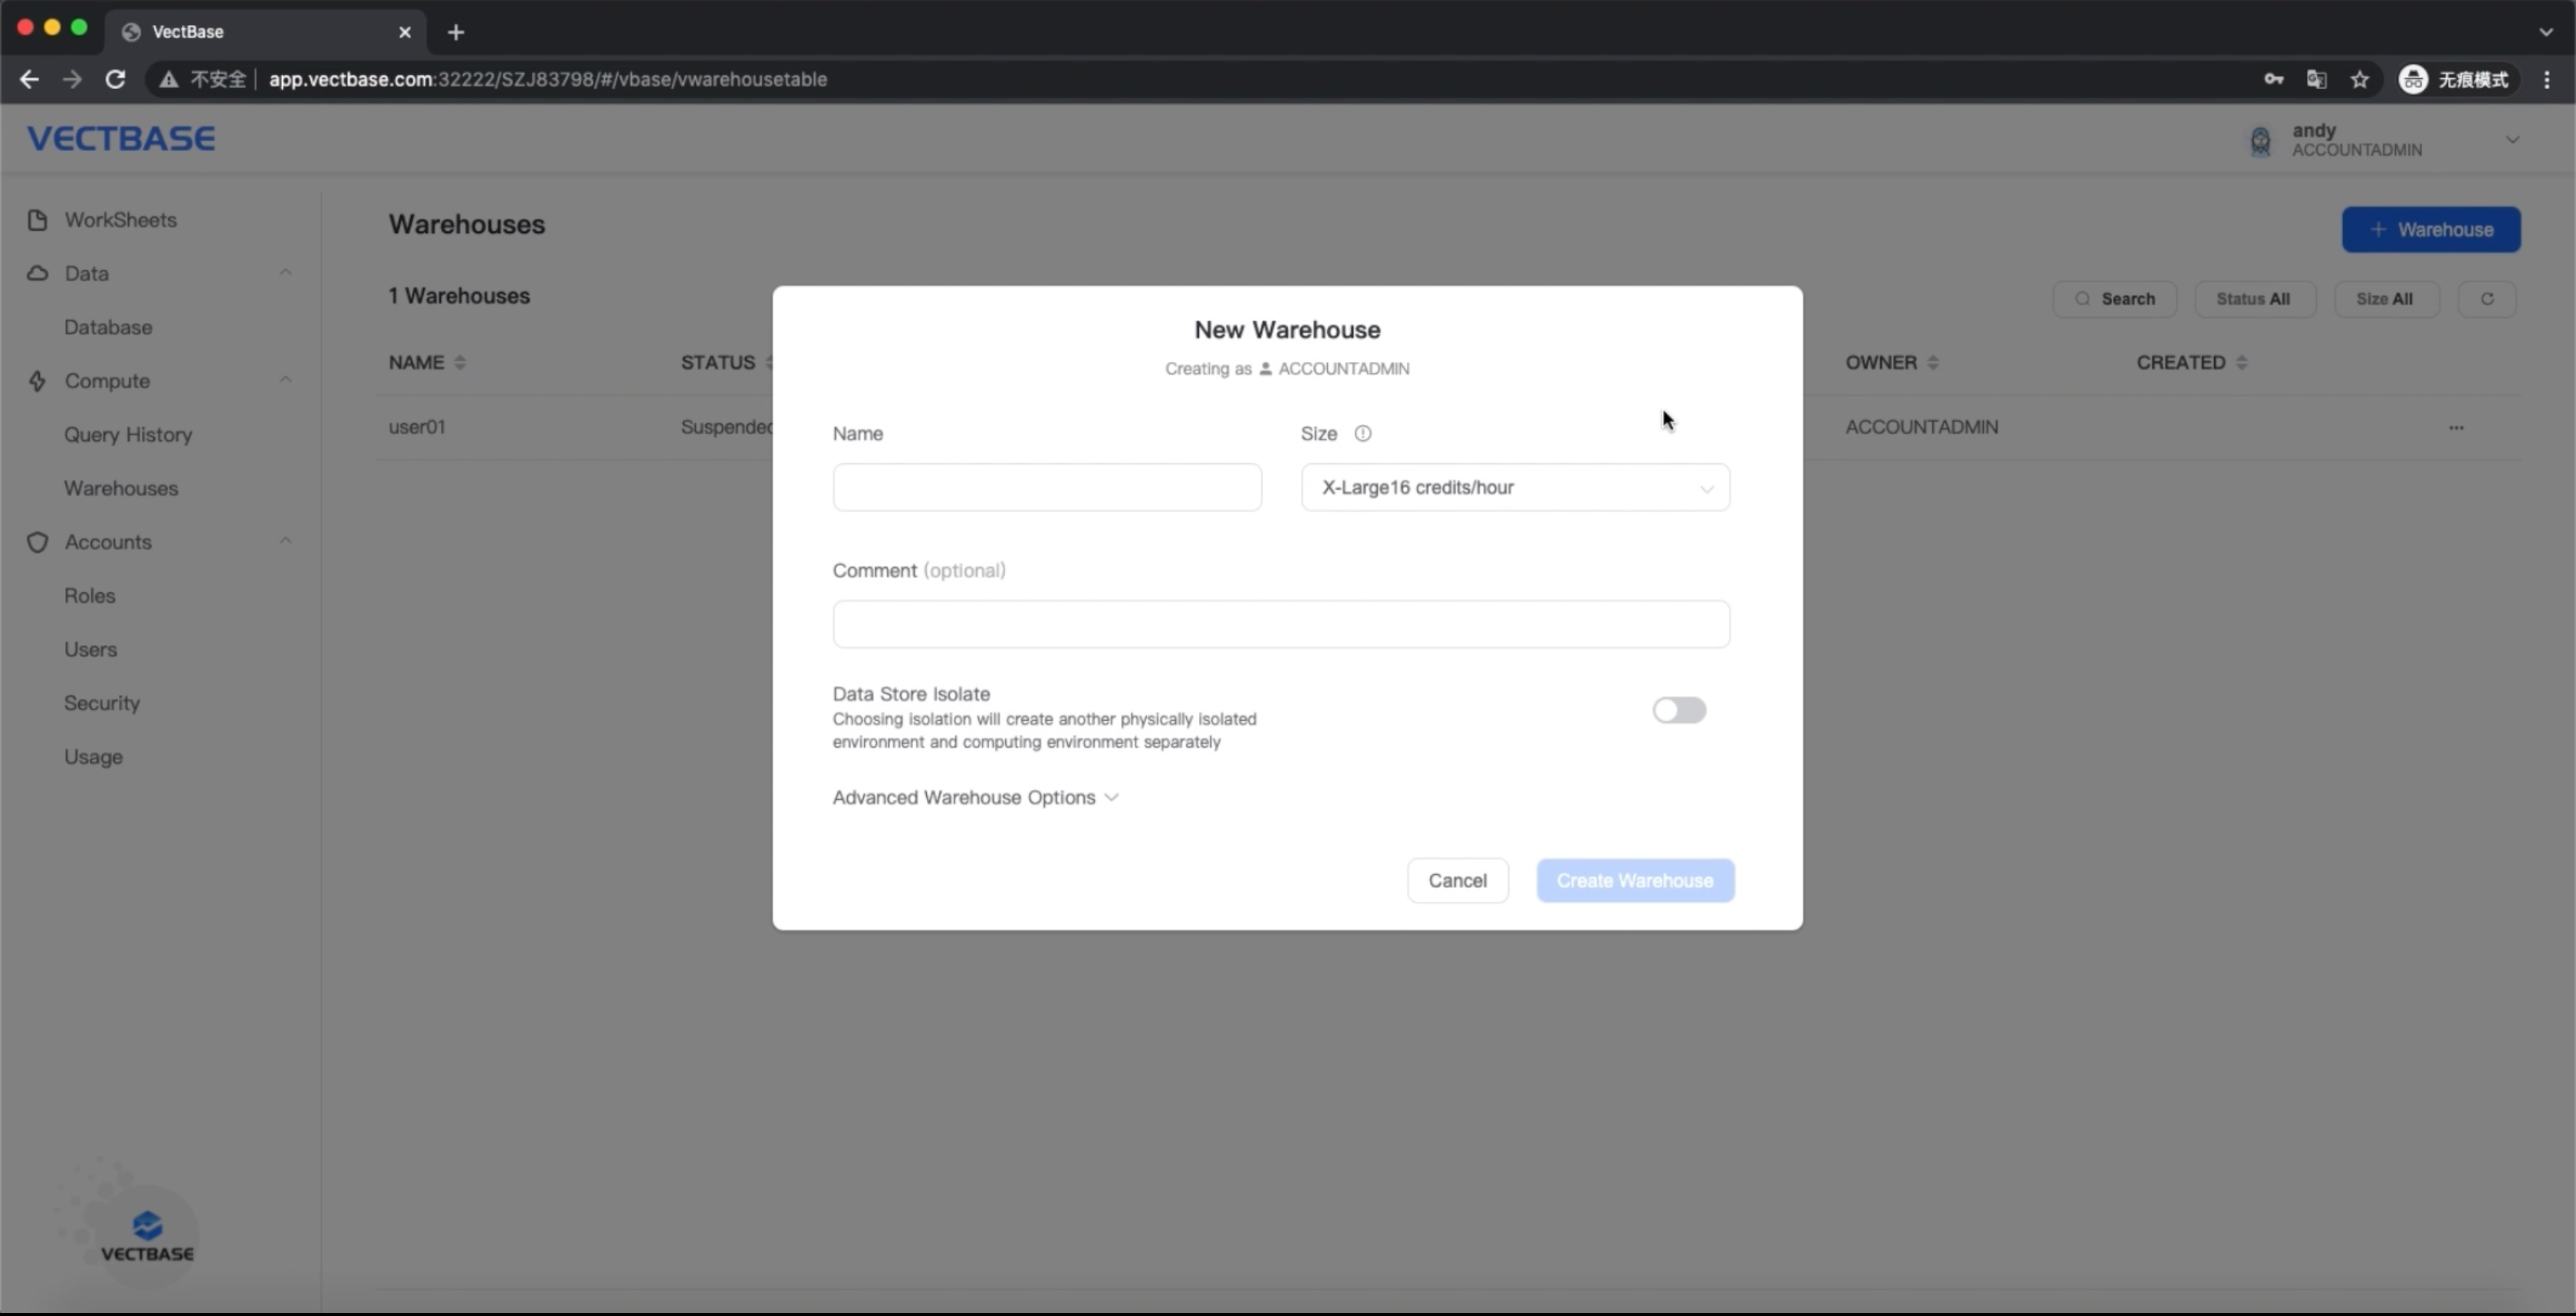 VectBase
不安全 app.vectbase.com:32222/SZJ83798/#/vbase/vwarehousetable
无痕模式
VECTBASE
andy
ACCOUNTADMIN
WorkSheets
Data
Database
Compute
Query History
Warehouses
Accounts
Roles
Users
Security
Usage
VECTBASE
Warehouses
+ Warehouse
1 Warehouses
Search
Status All
Size All
NAME STATUS OWNER CREATED
user01 Suspended ACCOUNTADMIN ...
New Warehouse
Creating as ACCOUNTADMIN
Name
Size
X-Large16 credits/hour
Comment (optional)
Data Store Isolate
Choosing isolation will create another physically isolated
environment and computing environment separately
Advanced Warehouse Options
Cancel
Create Warehouse